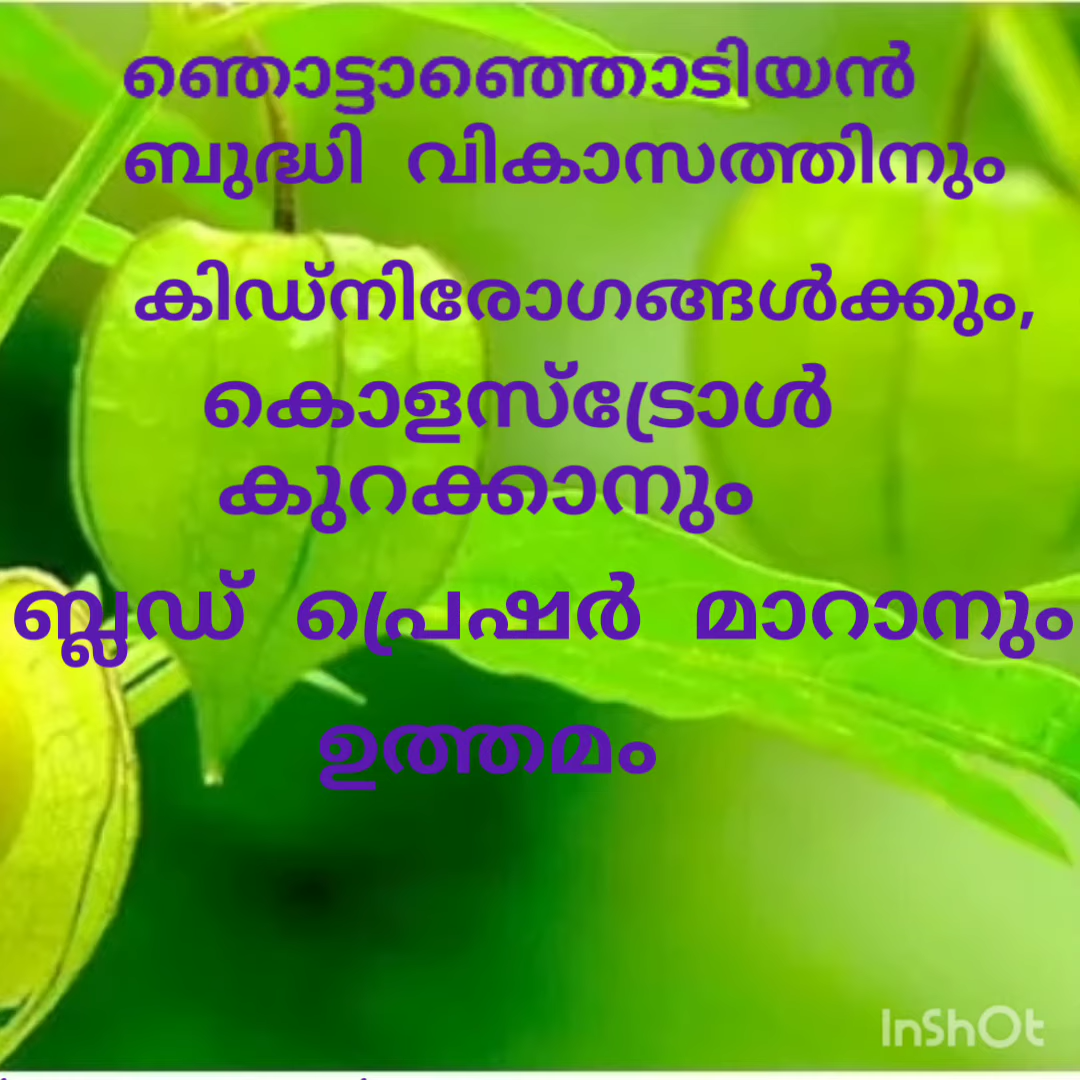 ഞൊട്ടാഞ്ഞൊടിയൻ
ബുദ്ധി വികാസത്തിനും
കിഡ്നിരോഗങ്ങൾക്കും,
കൊളസ്ട്രോൾ
കുറക്കാനും
ബ്ലഡ് പ്രെഷർ മാറാനും
ഉത്തമം
InShOt